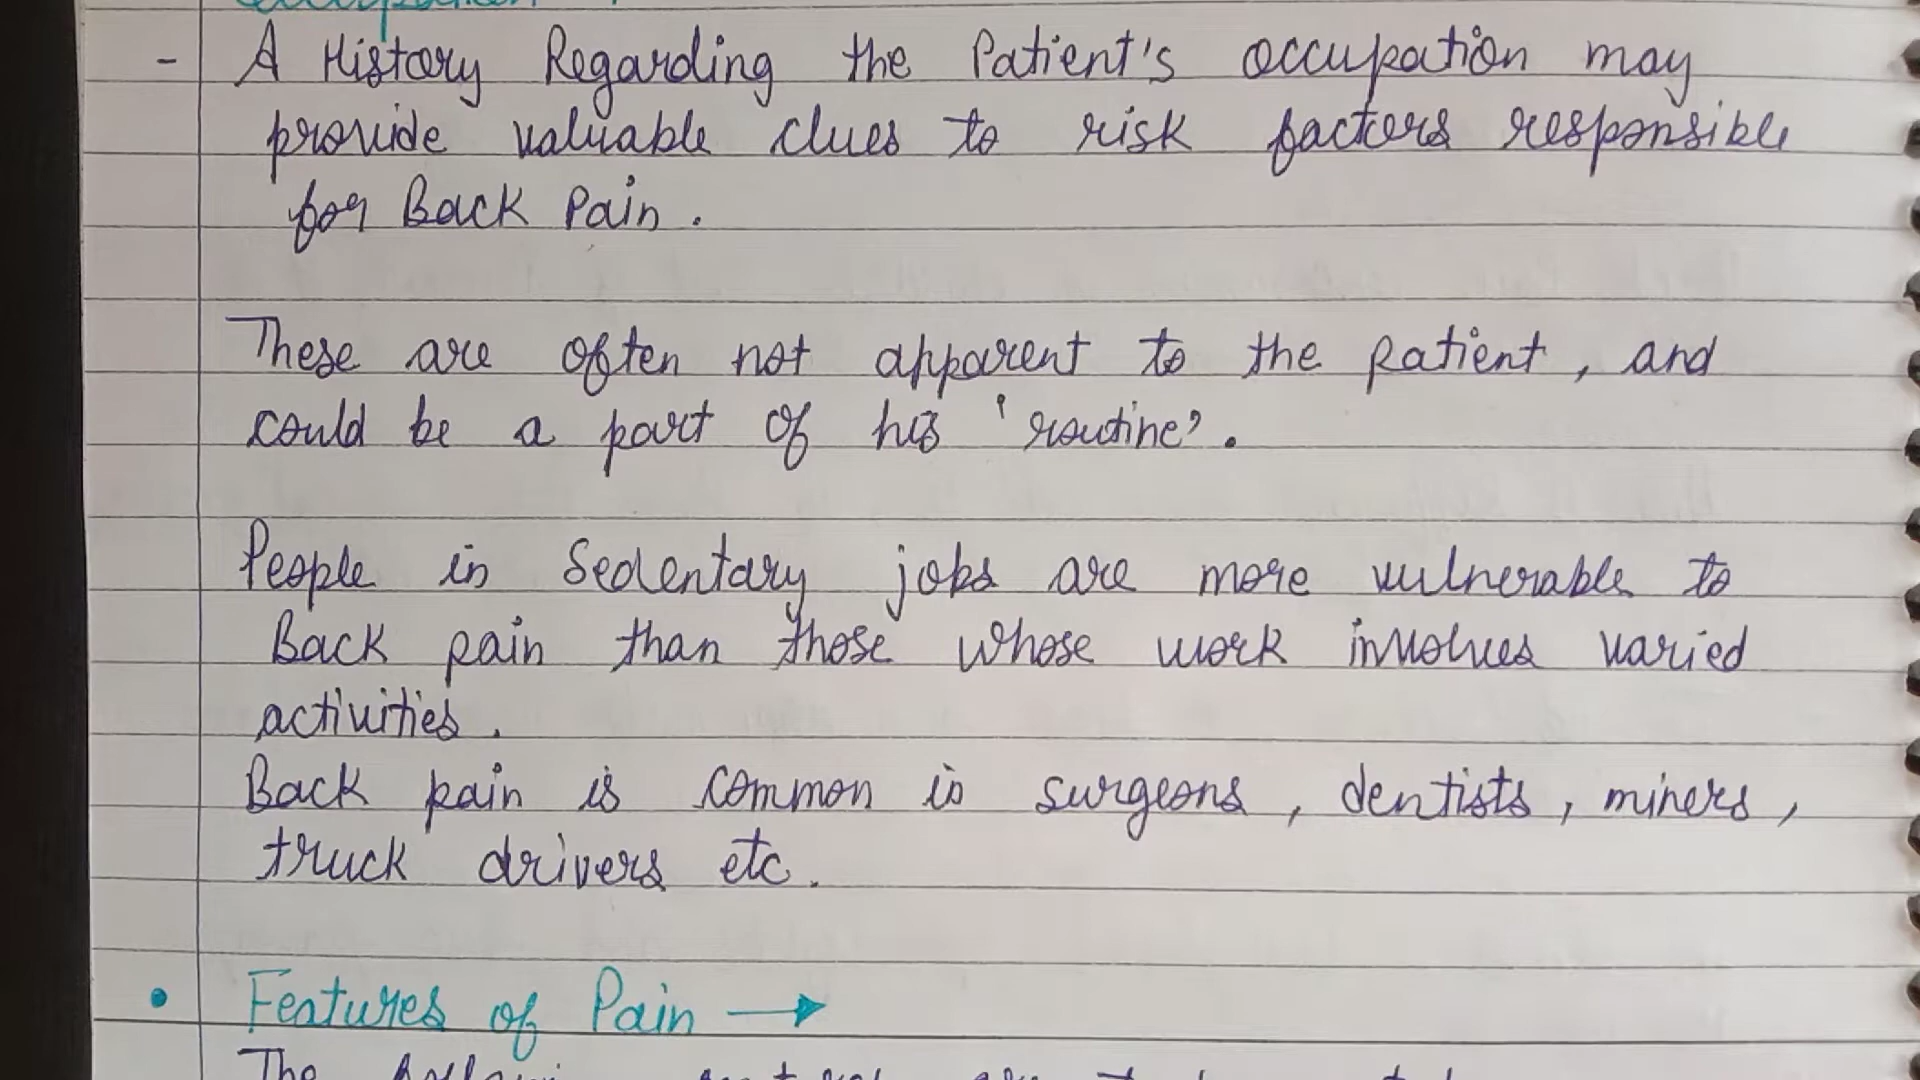 - A History Regarding the Patient's occupation may
provide valuable clues to risk factors responsible
for Back Pain.
These are often not apparent to the patient, and
could be a part of his 'routine'.
People in Sedentary jobs are more vulnerable to
Back pain than those whose work involves varied
activities.
Back pain is common in surgeons, dentists, miners,
truck drivers etc.
• Features of Pain →
The